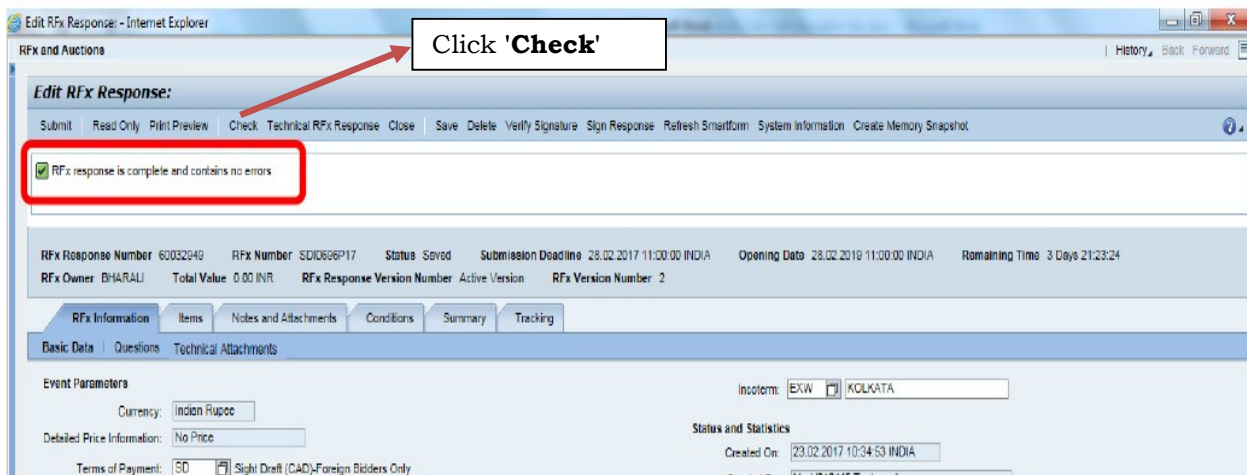 Edit RFx Response: - Internet Explorer
RFx and Auctions
History Back Forward
Click 'Check'
Edit RFx Response:
Submit Read Only Print Preview Check Technical RFx Response Close Save Delete Verify Signature Sign Response Refresh Smartform System Information Create Memory Snapshot
RFx response is complete and contains no errors
RFx Response Number 60032949 RFx Number SDID696P17 Status Saved Submission Deadline 28.02.2017 11:00:00 INDIA Opening Date 28.02.2019 11:00:00 INDIA Remaining Time 3 Days 21:23:24
RFx Owner BHARALI Total Value 0.00 INR RFx Response Version Number Active Version RFx Version Number 2
RFx Information Items Notes and Attachments Conditions Summary Tracking
Basic Data Questions Technical Attachments
Event Parameters
Incoterm: EXW KOLKATA
Currency: Indian Rupee
Status and Statistics
Detailed Price Information: No Price
Created On: 23.02.2017 10:34:53 INDIA
Terms of Payment: SD Sight Draft (CAD)-Foreign Bidders Only